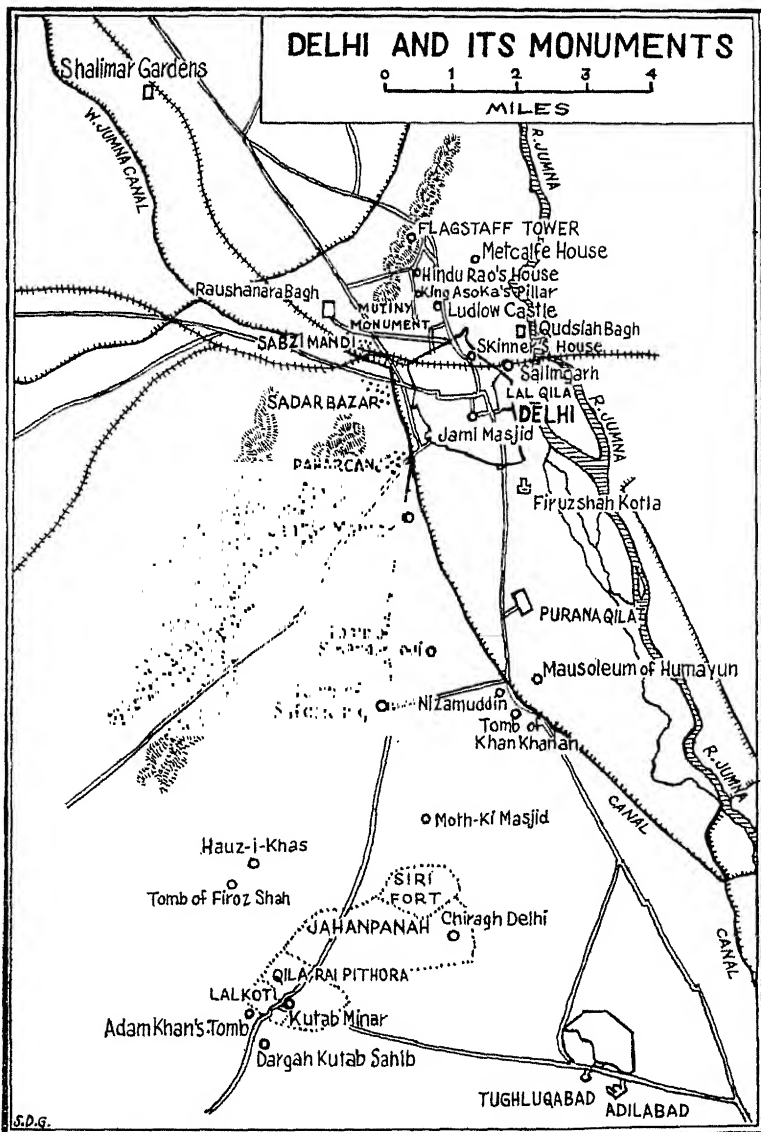 DELHI AND ITS MONUMENTS
0 1 2 3 4
MILES
Shalimar Gardens
W. JUMNA CANAL
R. JUMNA
FLAGSTAFF TOWER
Metcalfe House
Hindu Rao's House
King Asoka's Pillar
Raushanara Bagh
MUTINY
MONUMENT
Ludlow Castle
Qudsiah Bagh
SABZI MANDI
Skinner's House
Salimgarh
LAL QILA
SADAR BAZAR
DELHI
R. JUMNA
Jami Masjid
Firuzshah Kotla
PURANA QILA
Mausoleum of Humayun
Nizamuddin
Tomb of
Khan Khanan
R. JUMNA
CANAL
Moth-Ki Masjid
Hauz-i-Khas
Tomb of Firoz Shah
SIRI
FORT
JAHANPANAH
Chiragh Delhi
CANAL
QILA RAI PITHORA
LALKOT
Adam Khan's Tomb
Kutab Minar
Dargah Kutab Sahib
TUGHLUQABAD
ADILABAD
S.D.G.